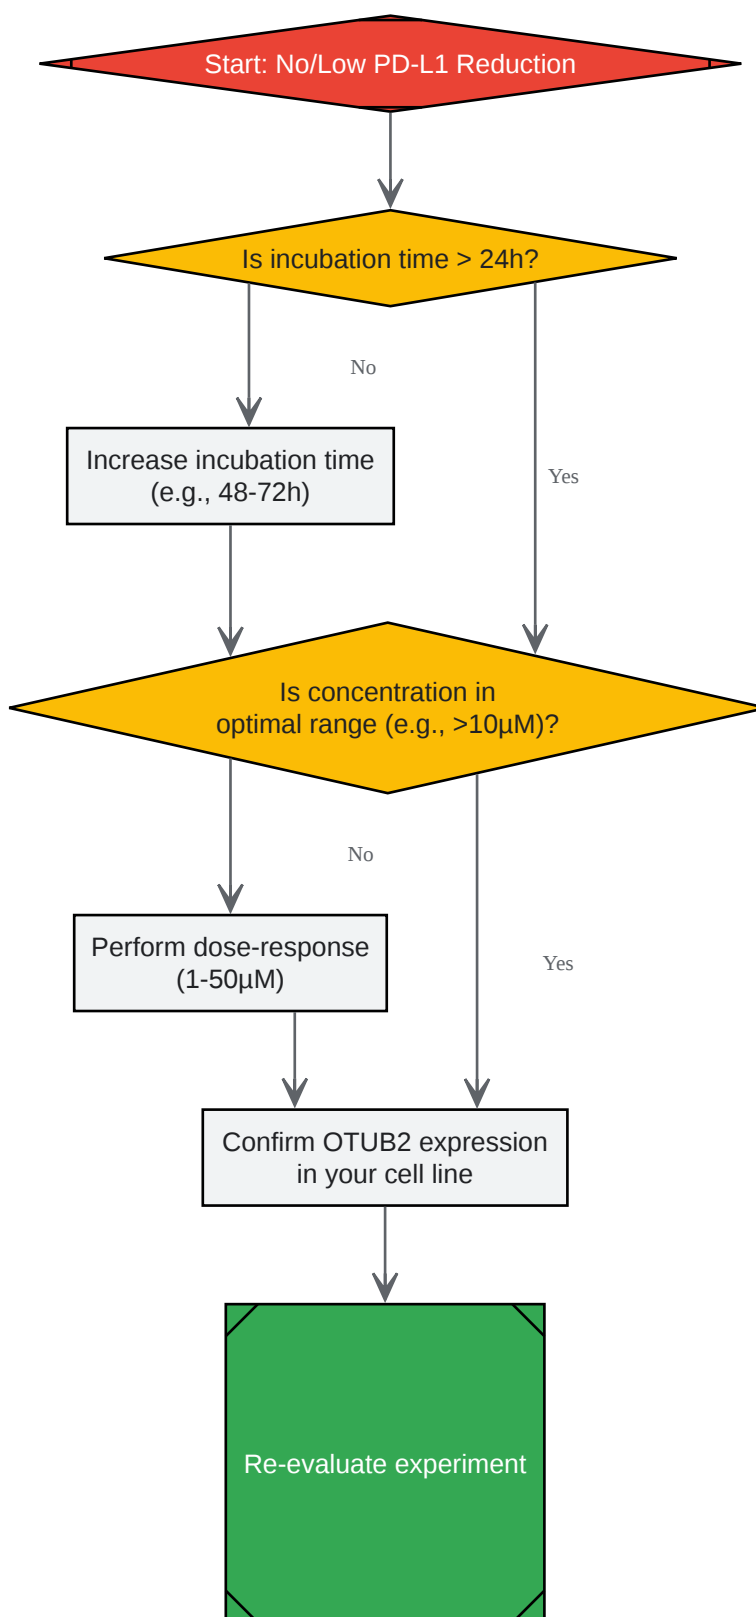 Start: No/Low PD-L1 Reduction
Is incubation time > 24h?
No
Increase incubation time
(e.g., 48-72h)
Yes
Is concentration in
optimal range (e.g., >10µM)?
No
Perform dose-response
(1-50µM)
Yes
Confirm OTUB2 expression
in your cell line
Re-evaluate experiment